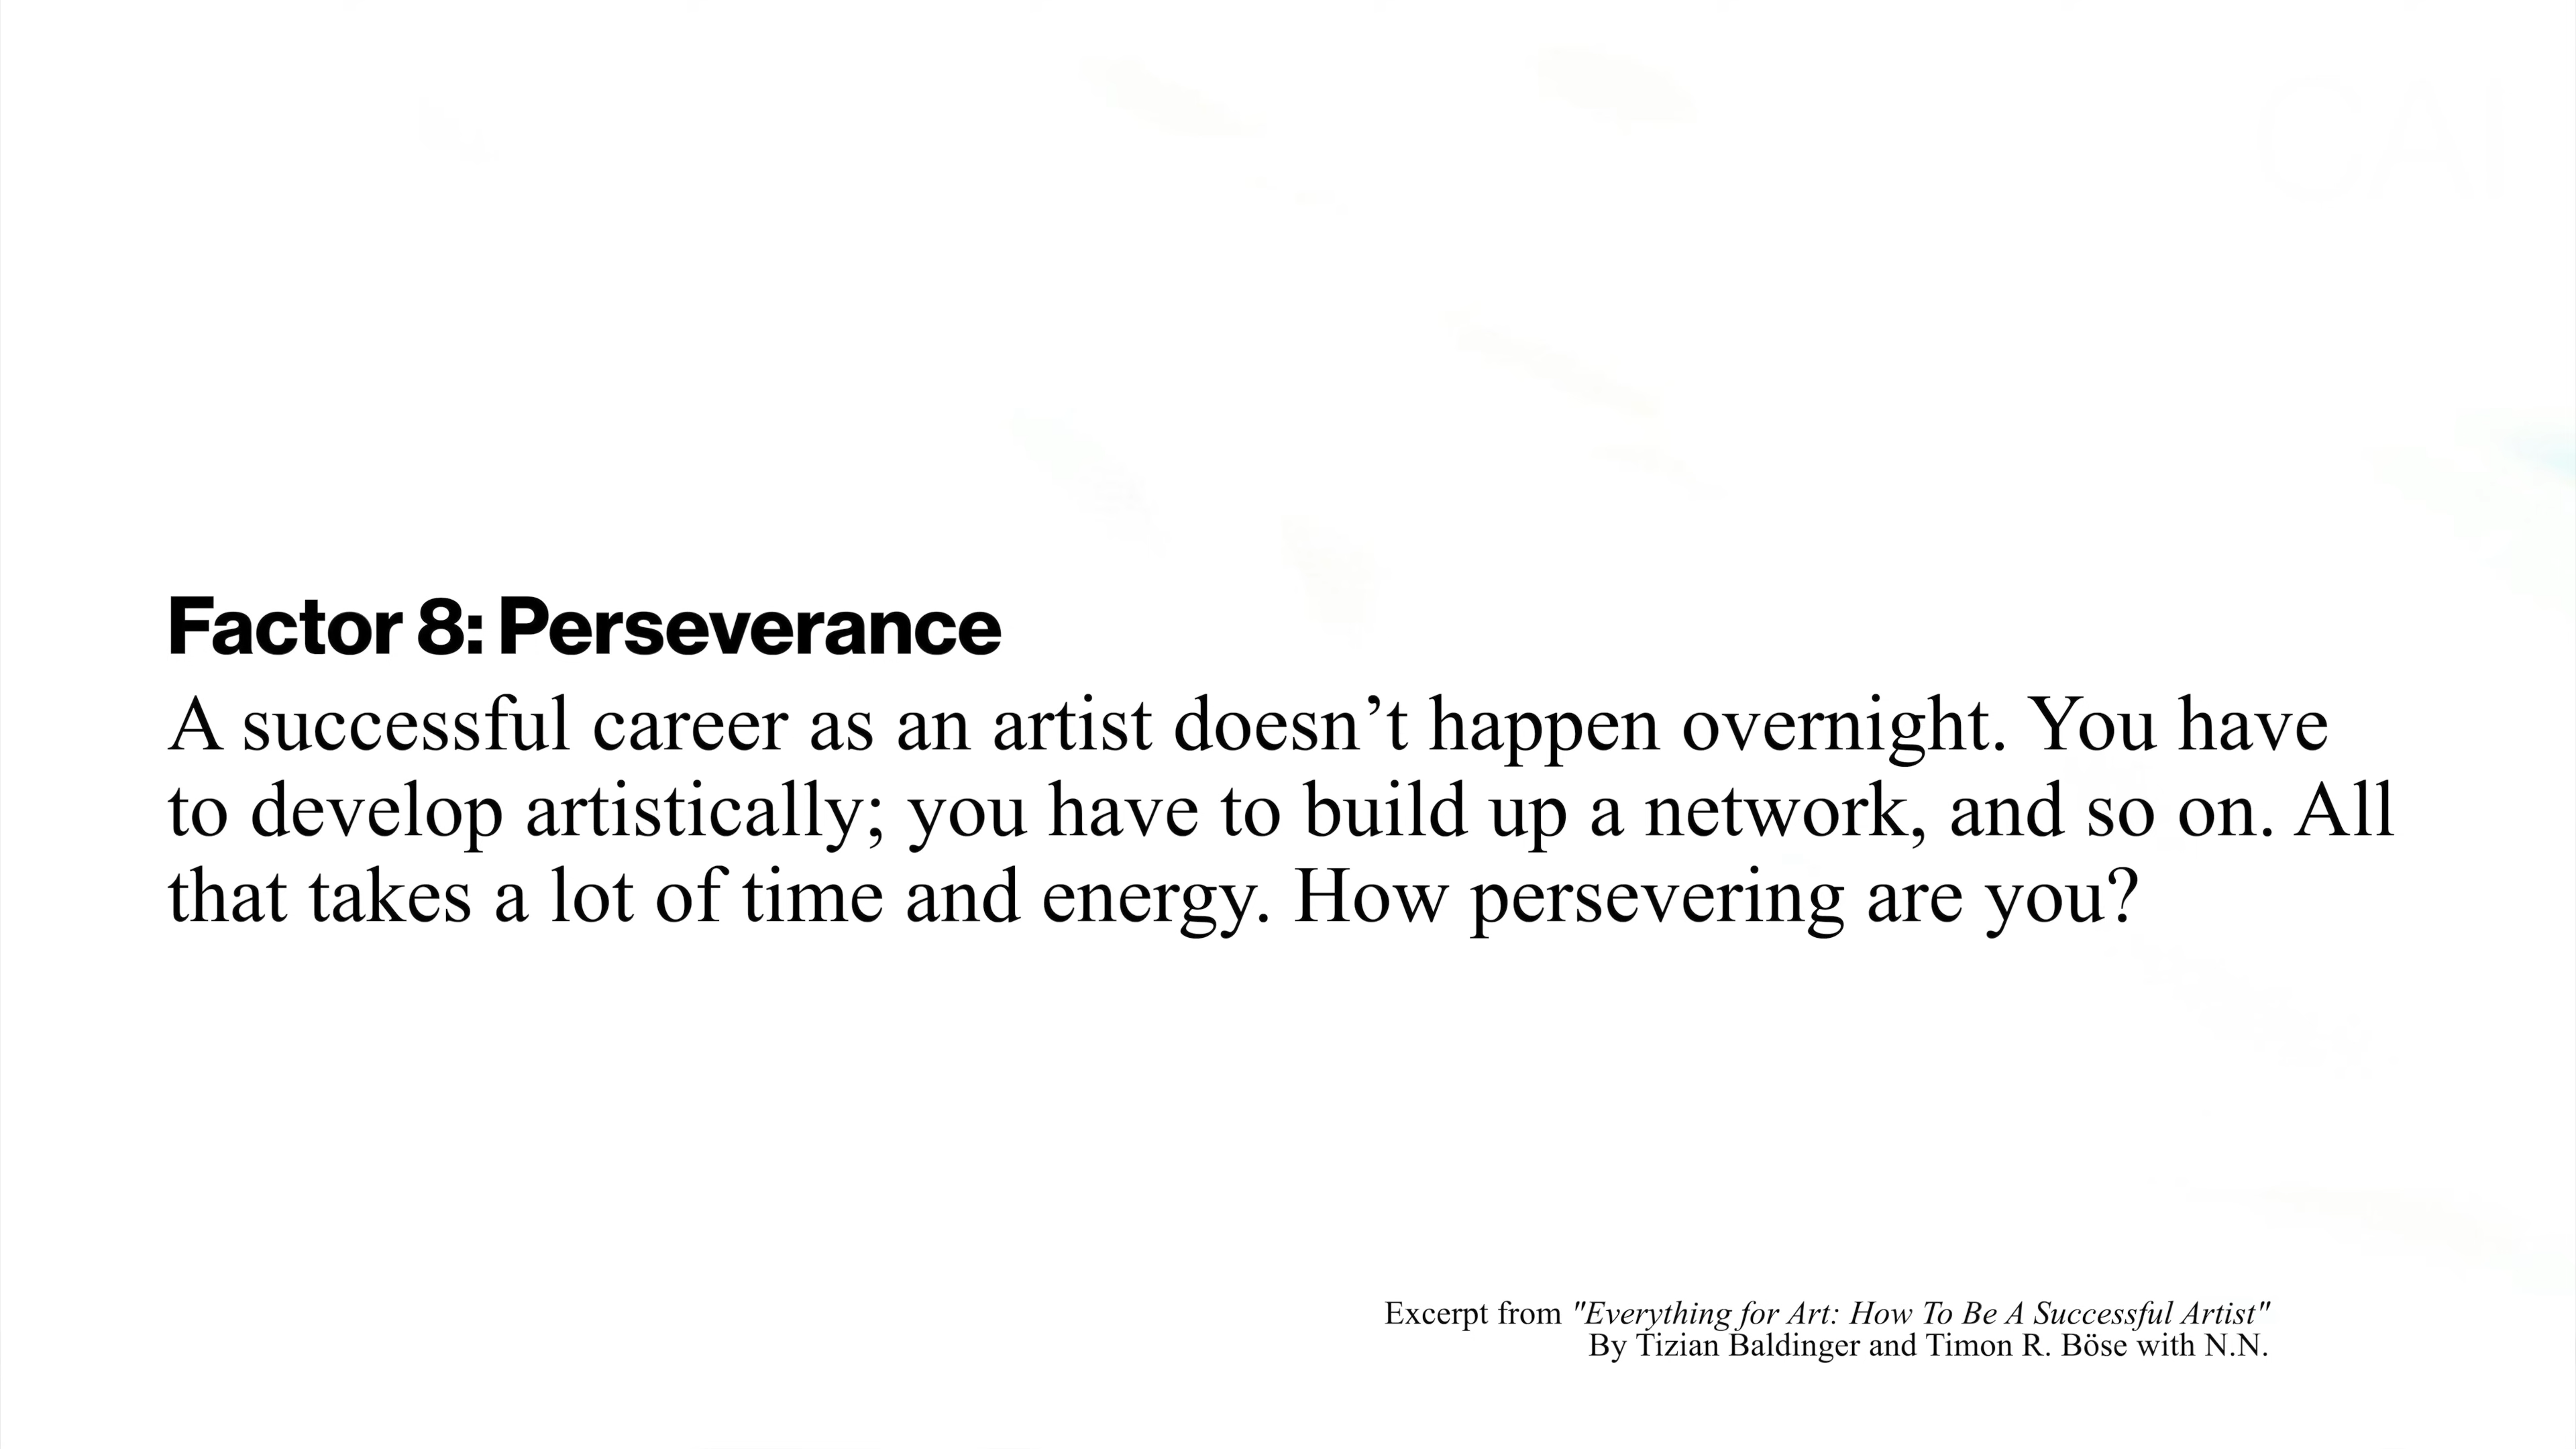 Factor 8: Perseverance
A successful career as an artist doesn’t happen overnight. You have
to develop artistically; you have to build up a network, and so on. All
that takes a lot of time and energy. How persevering are you?
Excerpt from "Everything for Art: How To Be A Successful Artist"
By Tizian Baldinger and Timon R. Böse with N.N.